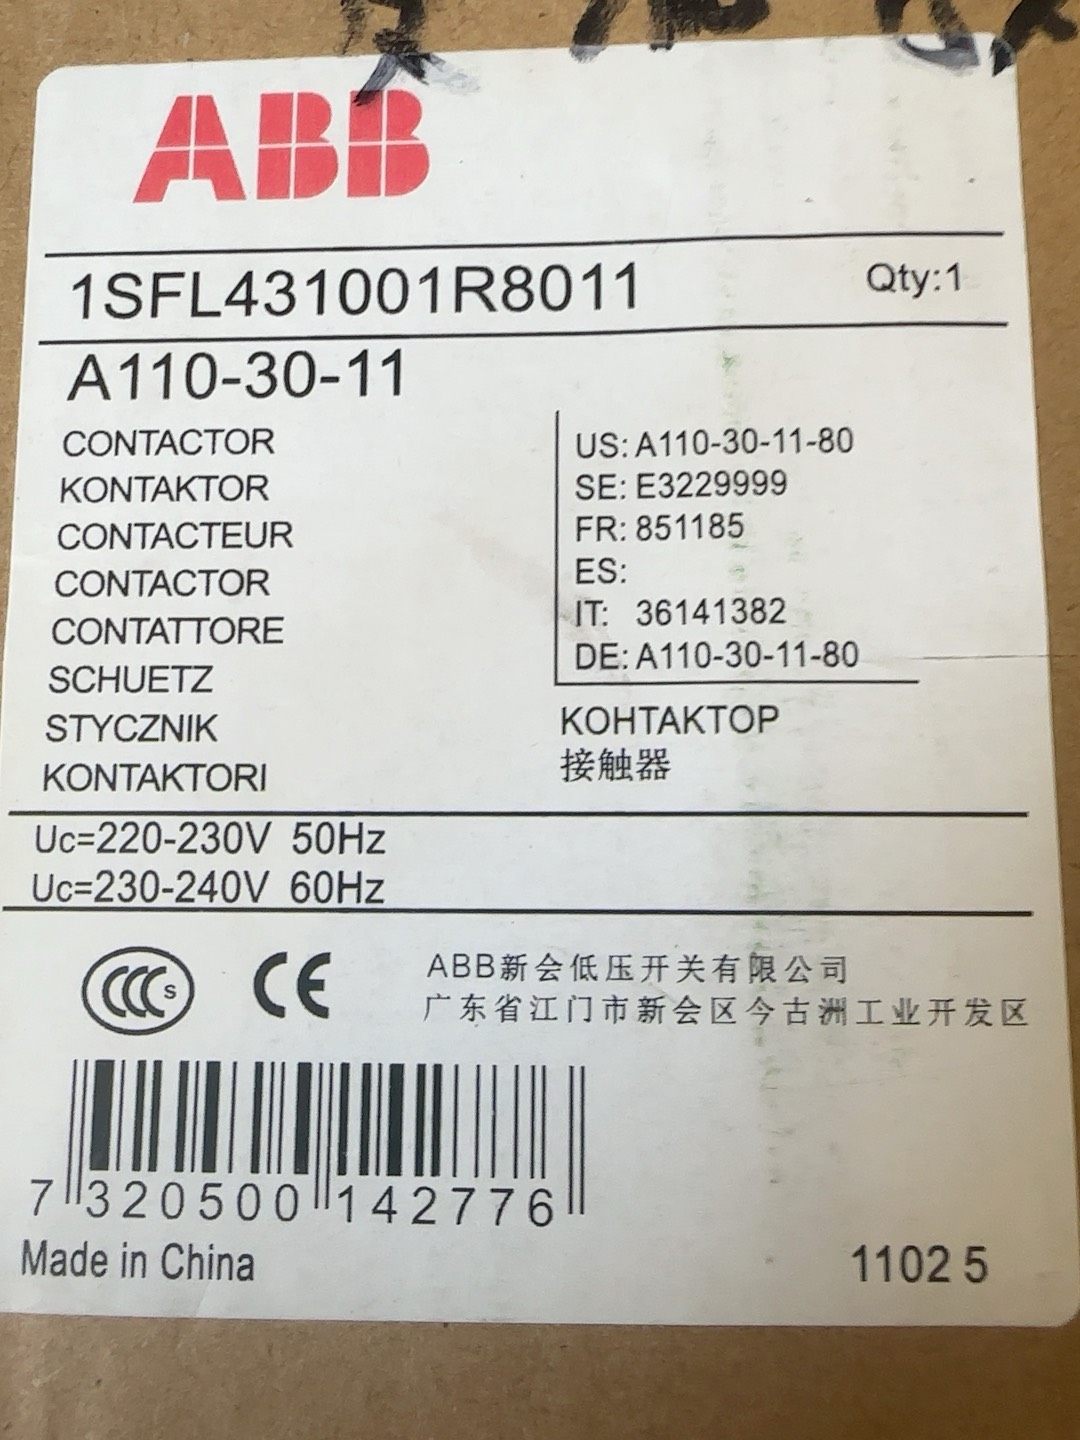 ABB
1SFL431001R8011 Qty:1
A110-30-11
CONTACTOR
KONTAKTOR
CONTACTEUR
CONTACTOR
CONTATTORE
SCHUETZ
STYCZNIK
KONTAKTORI
US: A110-30-11-80
SE: E3229999
FR: 851185
ES:
IT: 36141382
DE: A110-30-11-80
КОНТАКТОР
接触器
Uc=220-230V 50Hz
Uc=230-240V 60Hz
CCC S CE
ABB新会低压开关有限公司
广东省江门市新会区今古洲工业开发区
7 320500 142776
Made in China 1102 5